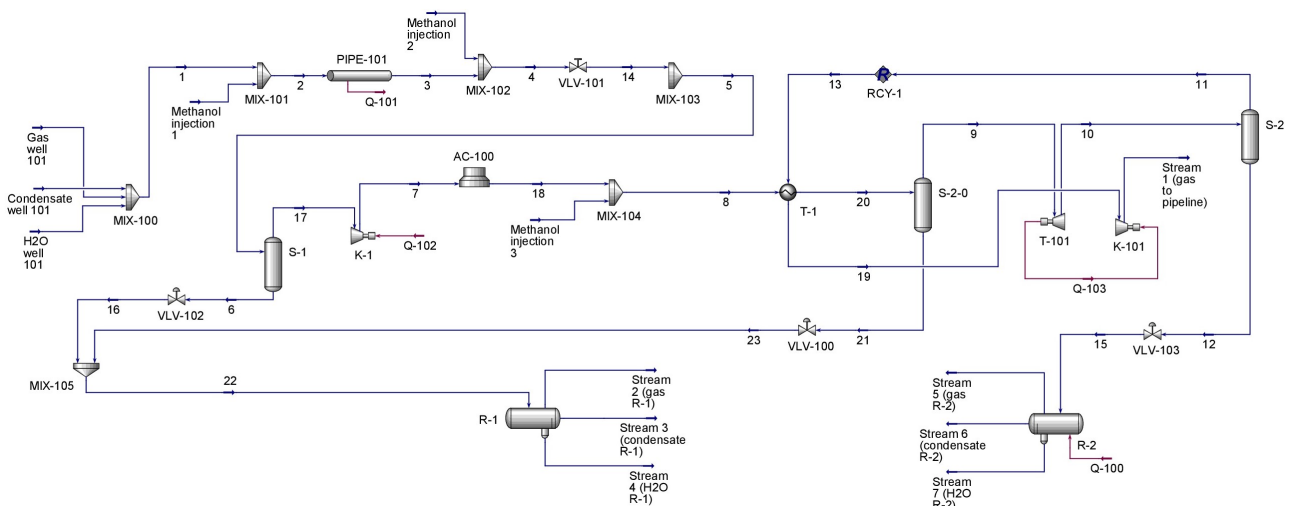 Methanol
injection
2
PIPE-101
1
2
3
4
14
5
MIX-101
Q-101
MIX-102
VLV-101
MIX-103
Methanol
injection
1
13
RCY-1
11
Gas
well
101
Condensate
well 101
H2O
well
101
MIX-100
AC-100
7
18
MIX-104
8
Methanol
injection
3
17
K-1
Q-102
S-1
T-1
20
S-2-0
9
10
S-2
Stream
1 (gas
to
pipeline)
T-101
K-101
Q-103
19
16
VLV-102
6
23
VLV-100
21
15
VLV-103
12
MIX-105
22
R-1
Stream
2 (gas
R-1)
Stream 3
(condensate
R-1)
Stream
4 (H2O
R-1)
Stream
5 (gas
R-2)
Stream 6
(condensate
R-2)
Stream
7 (H2O
R-2)
R-2
Q-100